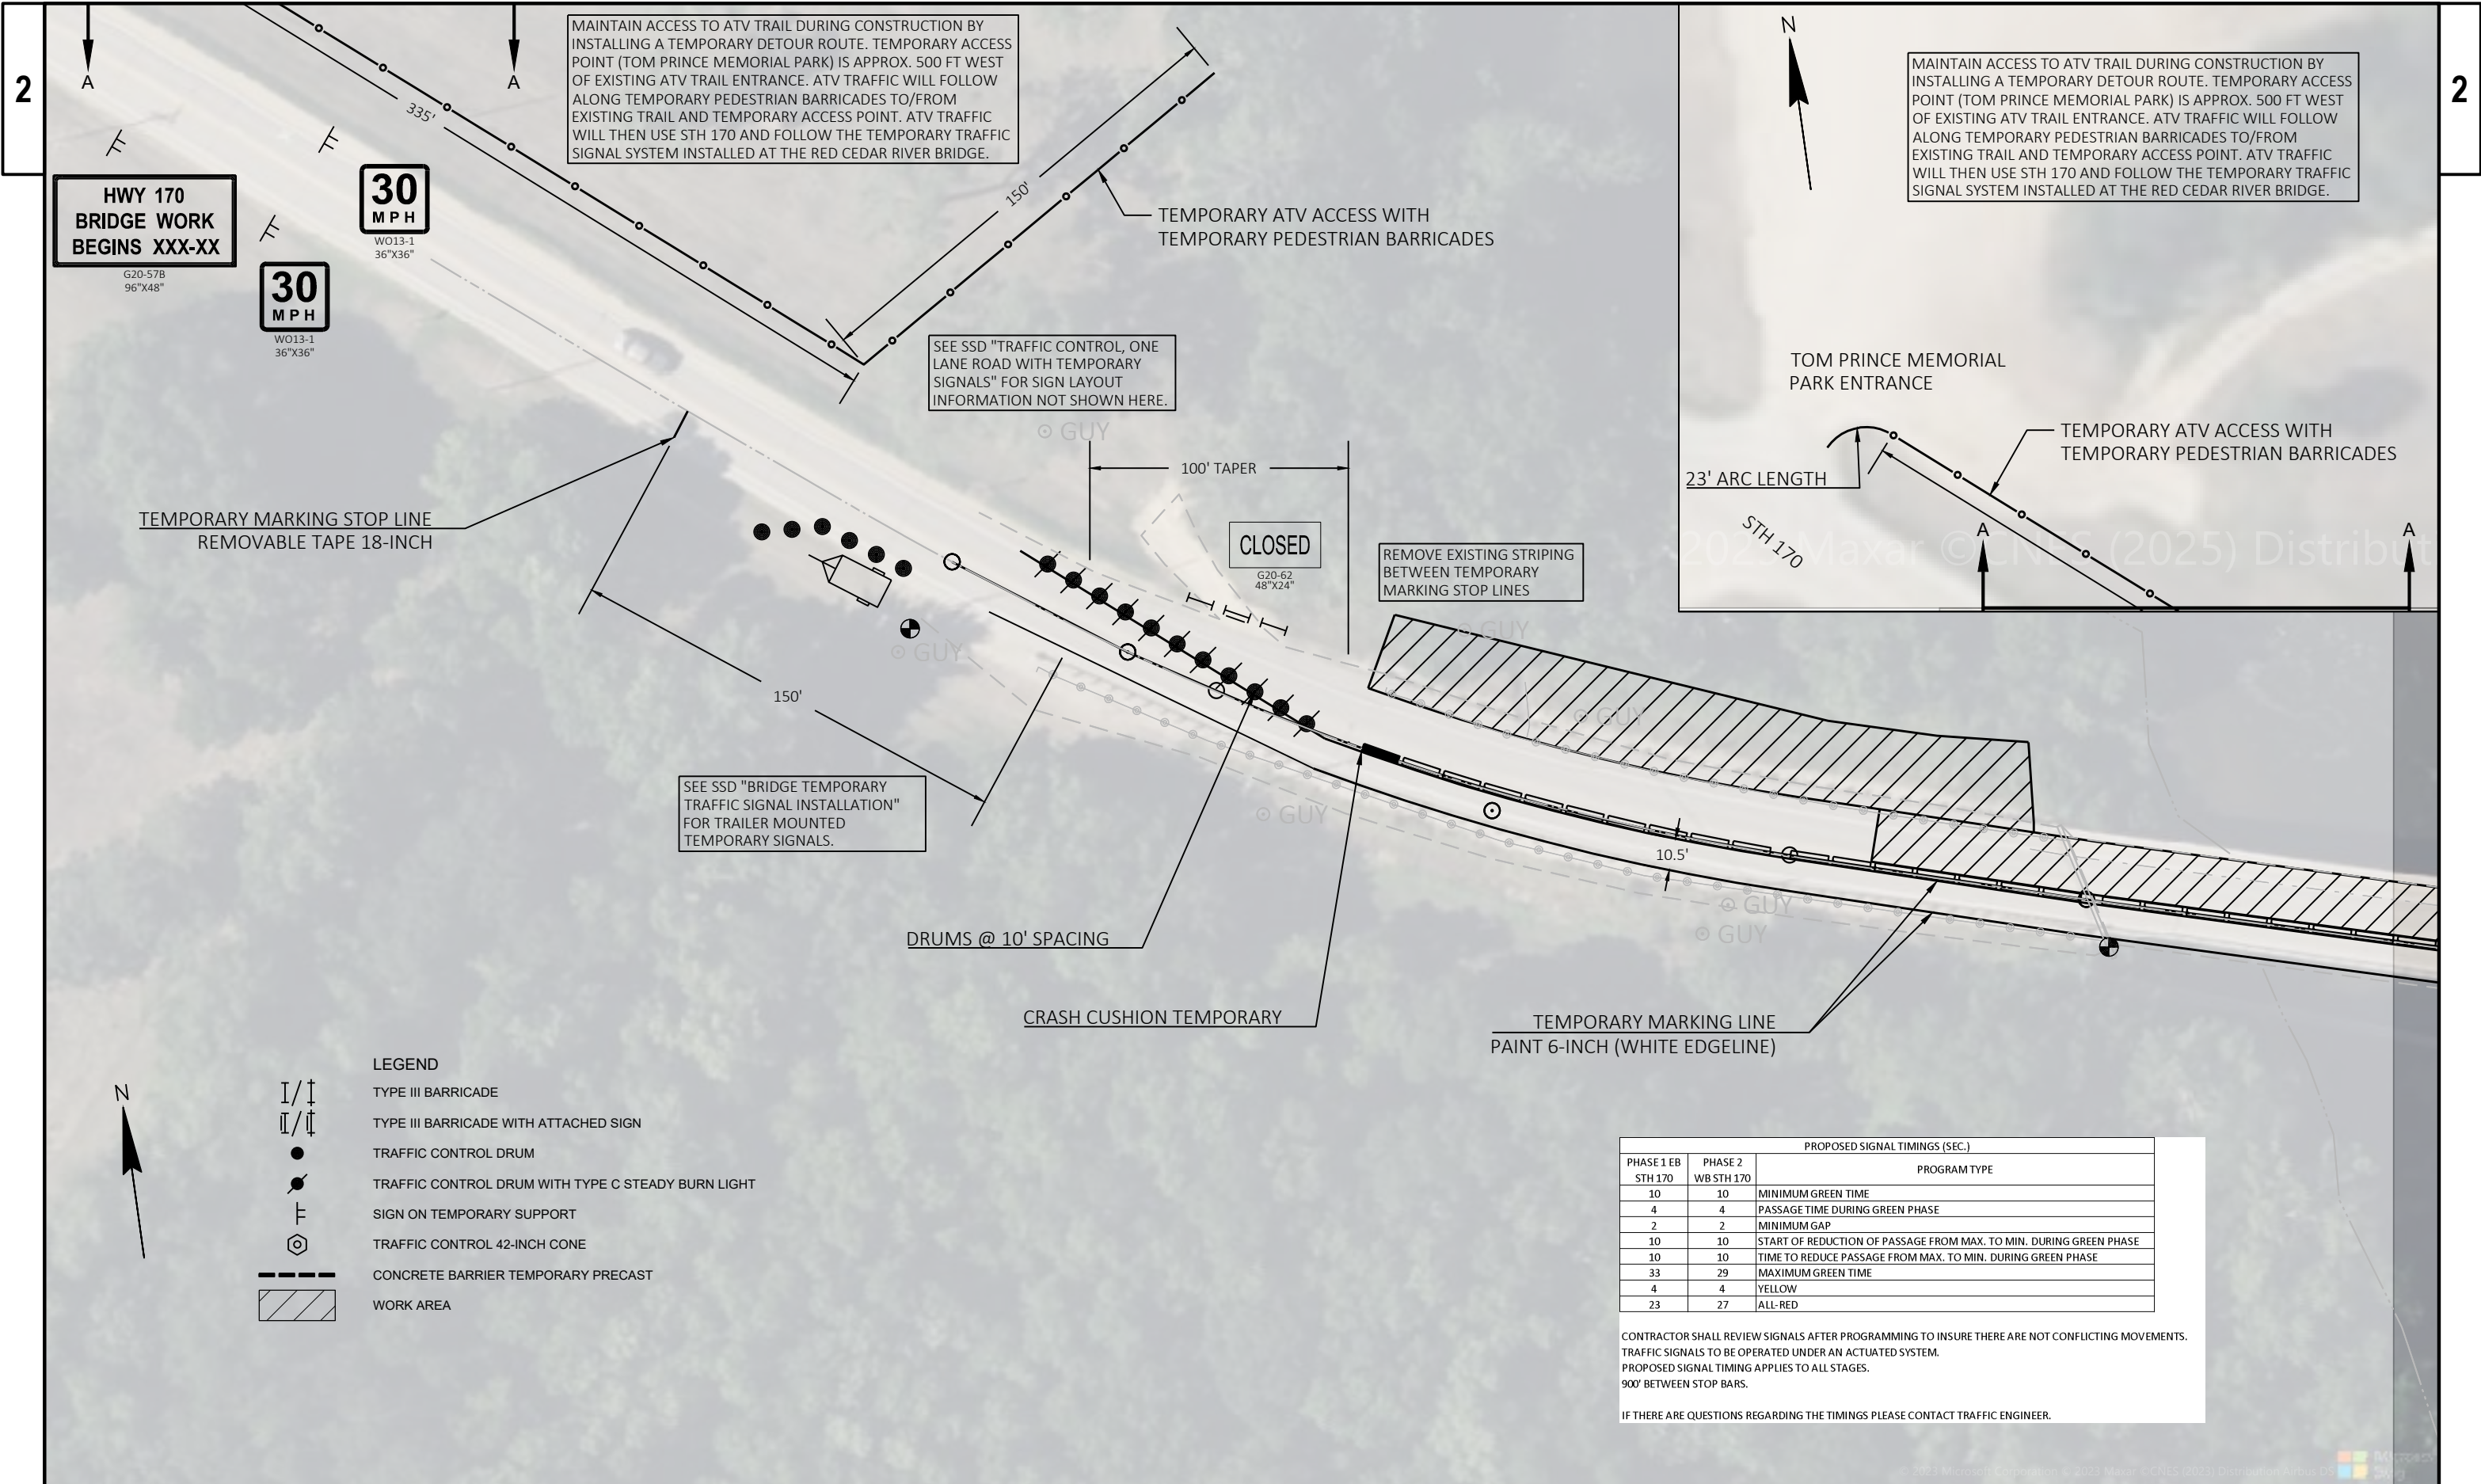 2
A
A
MAINTAIN ACCESS TO ATV TRAIL DURING CONSTRUCTION BY
INSTALLING A TEMPORARY DETOUR ROUTE. TEMPORARY ACCESS
POINT (TOM PRINCE MEMORIAL PARK) IS APPROX. 500 FT WEST
OF EXISTING ATV TRAIL ENTRANCE. ATV TRAFFIC WILL FOLLOW
ALONG TEMPORARY PEDESTRIAN BARRICADES TO/FROM
EXISTING TRAIL AND TEMPORARY ACCESS POINT. ATV TRAFFIC
WILL THEN USE STH 170 AND FOLLOW THE TEMPORARY TRAFFIC
SIGNAL SYSTEM INSTALLED AT THE RED CEDAR RIVER BRIDGE.
N
MAINTAIN ACCESS TO ATV TRAIL DURING CONSTRUCTION BY
INSTALLING A TEMPORARY DETOUR ROUTE. TEMPORARY ACCESS
POINT (TOM PRINCE MEMORIAL PARK) IS APPROX. 500 FT WEST
OF EXISTING ATV TRAIL ENTRANCE. ATV TRAFFIC WILL FOLLOW
ALONG TEMPORARY PEDESTRIAN BARRICADES TO/FROM
EXISTING TRAIL AND TEMPORARY ACCESS POINT. ATV TRAFFIC
WILL THEN USE STH 170 AND FOLLOW THE TEMPORARY TRAFFIC
SIGNAL SYSTEM INSTALLED AT THE RED CEDAR RIVER BRIDGE.
2
335'
150'
TEMPORARY ATV ACCESS WITH
TEMPORARY PEDESTRIAN BARRICADES
HWY 170
BRIDGE WORK
BEGINS XXX-XX
G20-57B
96"X48"
30
MPH
WO13-1
36"X36"
30
MPH
WO13-1
36"X36"
SEE SSD "TRAFFIC CONTROL, ONE
LANE ROAD WITH TEMPORARY
SIGNALS" FOR SIGN LAYOUT
INFORMATION NOT SHOWN HERE.
TOM PRINCE MEMORIAL
PARK ENTRANCE
TEMPORARY ATV ACCESS WITH
TEMPORARY PEDESTRIAN BARRICADES
23' ARC LENGTH
STH 170
A
A
Maxar ©CNES (2025) Distribut
GUY
100' TAPER
TEMPORARY MARKING STOP LINE
REMOVABLE TAPE 18-INCH
CLOSED
G20-62
48"X24"
REMOVE EXISTING STRIPING
BETWEEN TEMPORARY
MARKING STOP LINES
GUY
GUY
150'
GUY
SEE SSD "BRIDGE TEMPORARY
TRAFFIC SIGNAL INSTALLATION"
FOR TRAILER MOUNTED
TEMPORARY SIGNALS.
GUY
10.5'
GUY
GUY
DRUMS @ 10' SPACING
CRASH CUSHION TEMPORARY
TEMPORARY MARKING LINE
PAINT 6-INCH (WHITE EDGELINE)
N
LEGEND
TYPE III BARRICADE
TYPE III BARRICADE WITH ATTACHED SIGN
TRAFFIC CONTROL DRUM
TRAFFIC CONTROL DRUM WITH TYPE C STEADY BURN LIGHT
SIGN ON TEMPORARY SUPPORT
TRAFFIC CONTROL 42-INCH CONE
CONCRETE BARRIER TEMPORARY PRECAST
WORK AREA
PROPOSED SIGNAL TIMINGS (SEC.)
PHASE 1 EB STH 170 PHASE 2 WB STH 170 PROGRAM TYPE
10 10 MINIMUM GREEN TIME
4 4 PASSAGE TIME DURING GREEN PHASE
2 2 MINIMUM GAP
10 10 START OF REDUCTION OF PASSAGE FROM MAX. TO MIN. DURING GREEN PHASE
10 10 TIME TO REDUCE PASSAGE FROM MAX. TO MIN. DURING GREEN PHASE
33 29 MAXIMUM GREEN TIME
4 4 YELLOW
23 27 ALL-RED
CONTRACTOR SHALL REVIEW SIGNALS AFTER PROGRAMMING TO INSURE THERE ARE NOT CONFLICTING MOVEMENTS.
TRAFFIC SIGNALS TO BE OPERATED UNDER AN ACTUATED SYSTEM.
PROPOSED SIGNAL TIMING APPLIES TO ALL STAGES.
900' BETWEEN STOP BARS.
IF THERE ARE QUESTIONS REGARDING THE TIMINGS PLEASE CONTACT TRAFFIC ENGINEER.
© 2023 Microsoft Corporation © 2023 Maxar ©CNES (2023) Distribution Airbus DS